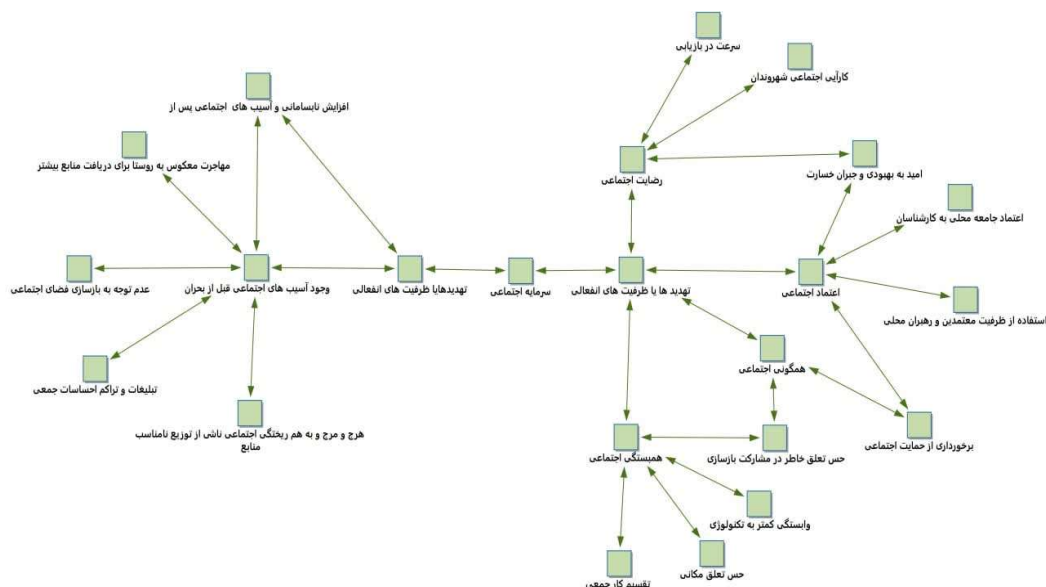 سرعت در بازیابی
کارآیی اجتماعی شهروندان
افزایش نابسامانی و آسیب های اجتماعی پس از
مهاجرت معکوس به روستا برای دریافت منابع بیشتر
رضایت اجتماعی
امید به بهبودی و جبران خسارت
اعتماد جامعه محلی به کارشناسان
عدم توجه به بازسازی فضای اجتماعی
وجود آسیب های اجتماعی قبل از بحران
تهدیدهایا ظرفیت های انفعالی
سرمایه اجتماعی
تهدید ها یا ظرفیت های انفعالی
اعتماد اجتماعی
استفاده از ظرفیت معتمدین و رهبران محلی
همگونی اجتماعی
تبلیغات و تراکم احساسات جمعی
هرج و مرج و به هم ریختگی اجتماعی ناشی از توزیع نامناسب
منابع
همبستگی اجتماعی
حس تعلق خاطر در مشارکت بازسازی
برخورداری از حمایت اجتماعی
وابستگی کمتر به تکنولوژی
حس تعلق مکانی
تقسیم کار جمعی